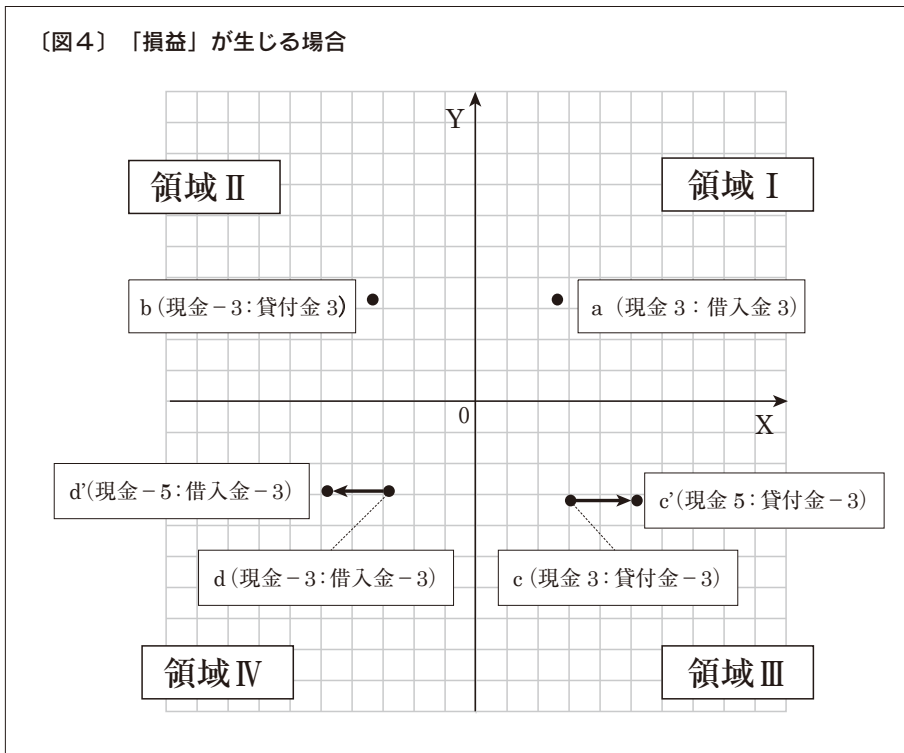 〔図4〕「損益」が生じる場合
Y
領域Ⅱ
領域Ⅰ
b(現金−3:貸付金3)
a (現金3:借入金3)
0
X
d’(現金−5:借入金−3)
c’(現金5:貸付金−3)
d(現金−3:借入金−3)
c(現金3:貸付金−3)
領域Ⅳ
領域Ⅲ